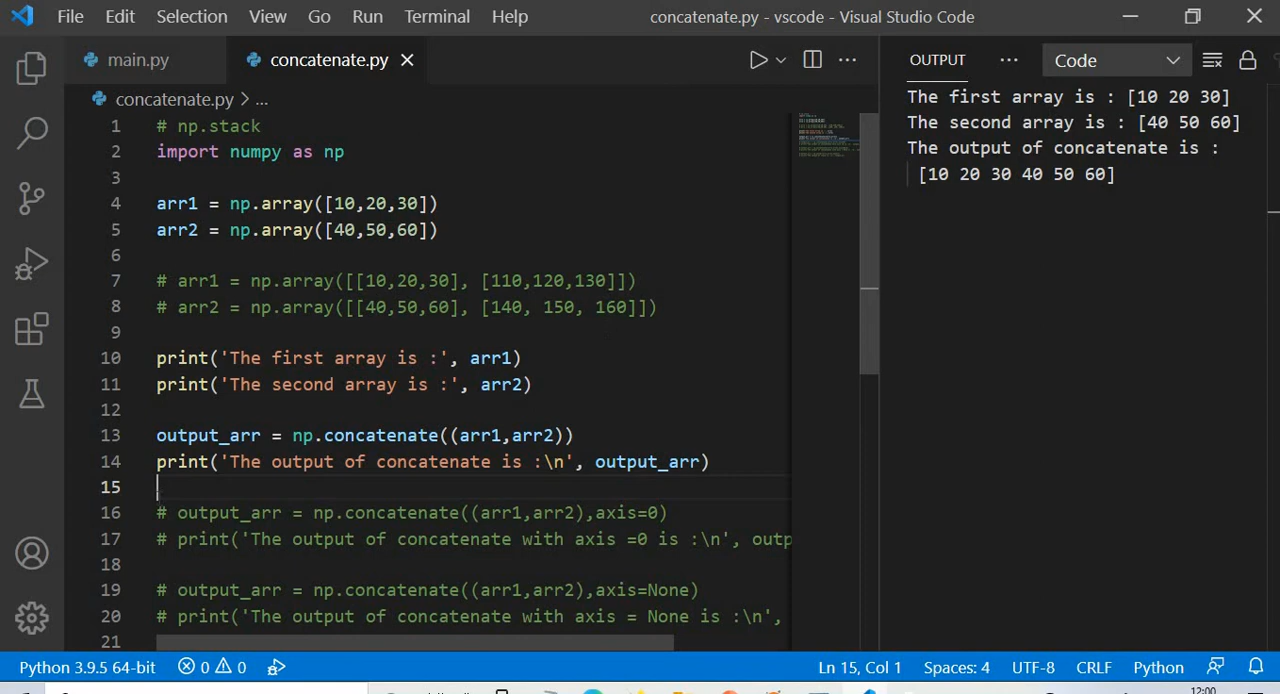 File Edit Selection View Go Run Terminal Help concatenate.py - vscode - Visual Studio Code
main.py concatenate.py
concatenate.py > ...
1 # np.stack
2 import numpy as np
3
4 arr1 = np.array([10,20,30])
5 arr2 = np.array([40,50,60])
6
7 # arr1 = np.array([[10,20,30], [110,120,130]])
8 # arr2 = np.array([[40,50,60], [140, 150, 160]])
9
10 print('The first array is :', arr1)
11 print('The second array is :', arr2)
12
13 output_arr = np.concatenate((arr1,arr2))
14 print('The output of concatenate is :\n', output_arr)
15
16 # output_arr = np.concatenate((arr1,arr2),axis=0)
17 # print('The output of concatenate with axis =0 is :\n', outp
18
19 # output_arr = np.concatenate((arr1,arr2),axis=None)
20 # print('The output of concatenate with axis = None is :\n',
21
OUTPUT ... Code
The first array is : [10 20 30]
The second array is : [40 50 60]
The output of concatenate is :
[10 20 30 40 50 60]
Python 3.9.5 64-bit 0 0 Ln 15, Col 1 Spaces: 4 UTF-8 CRLF Python
12:00